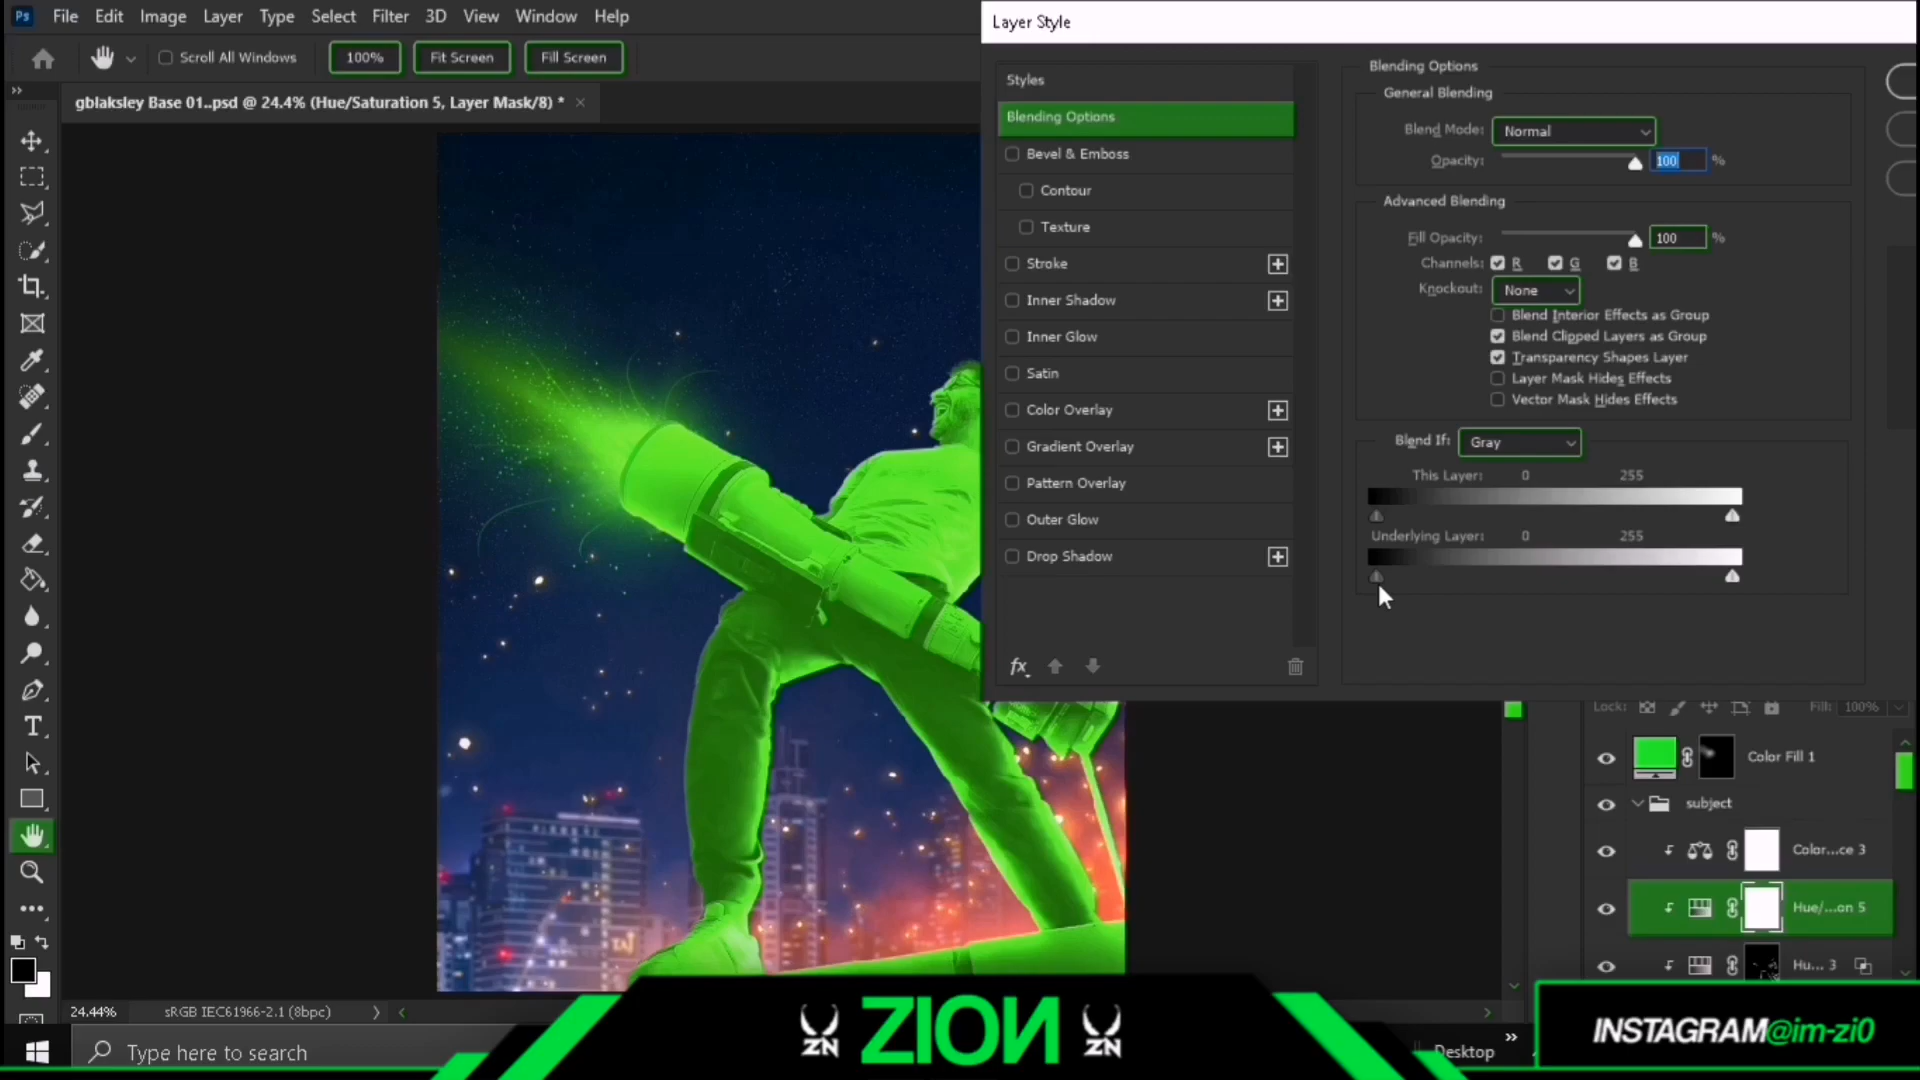 Ps File Edit Image Layer Type Select Filter 3D View Window Help
Scroll All Windows 100% Fit Screen Fill Screen
gblaksley Base 01..psd @ 24.4% (Hue/Saturation 5, Layer Mask/8) * ×
Layer Style
Styles
Blending Options
Bevel & Emboss
Contour
Texture
Stroke
Inner Shadow
Inner Glow
Satin
Color Overlay
Gradient Overlay
Pattern Overlay
Outer Glow
Drop Shadow
fx
Blending Options
General Blending
Blend Mode: Normal
Opacity: 100 %
Advanced Blending
Fill Opacity: 100 %
Channels: R G B
Knockout: None
Blend Interior Effects as Group
Blend Clipped Layers as Group
Transparency Shapes Layer
Layer Mask Hides Effects
Vector Mask Hides Effects
Blend If: Gray
This Layer: 0 255
Underlying Layer: 0 255
Lock: Fill: 100%
Color Fill 1
subject
Color...ce 3
Hue/...on 5
Hu... 3
24.44% sRGB IEC61966-2.1 (8bpc)
Type here to search
ZN ZION ZN
Desktop
INSTAGRAM@im-zi0